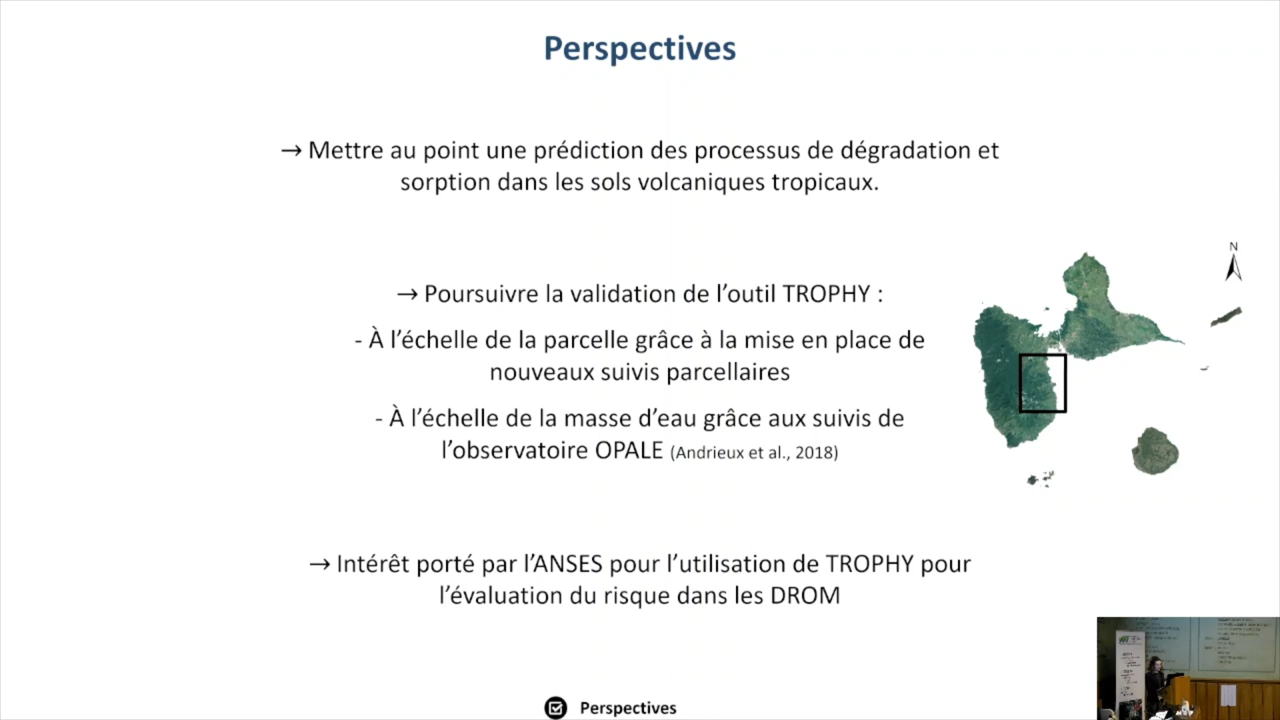 Perspectives
→ Mettre au point une prédiction des processus de dégradation et
sorption dans les sols volcaniques tropicaux.
→ Poursuivre la validation de l’outil TROPHY :
- À l’échelle de la parcelle grâce à la mise en place de
nouveaux suivis parcellaires
- À l’échelle de la masse d’eau grâce aux suivis de
l’observatoire OPALE (Andrieux et al., 2018)
N
→ Intérêt porté par l’ANSES pour l’utilisation de TROPHY pour
l’évaluation du risque dans les DROM
Perspectives